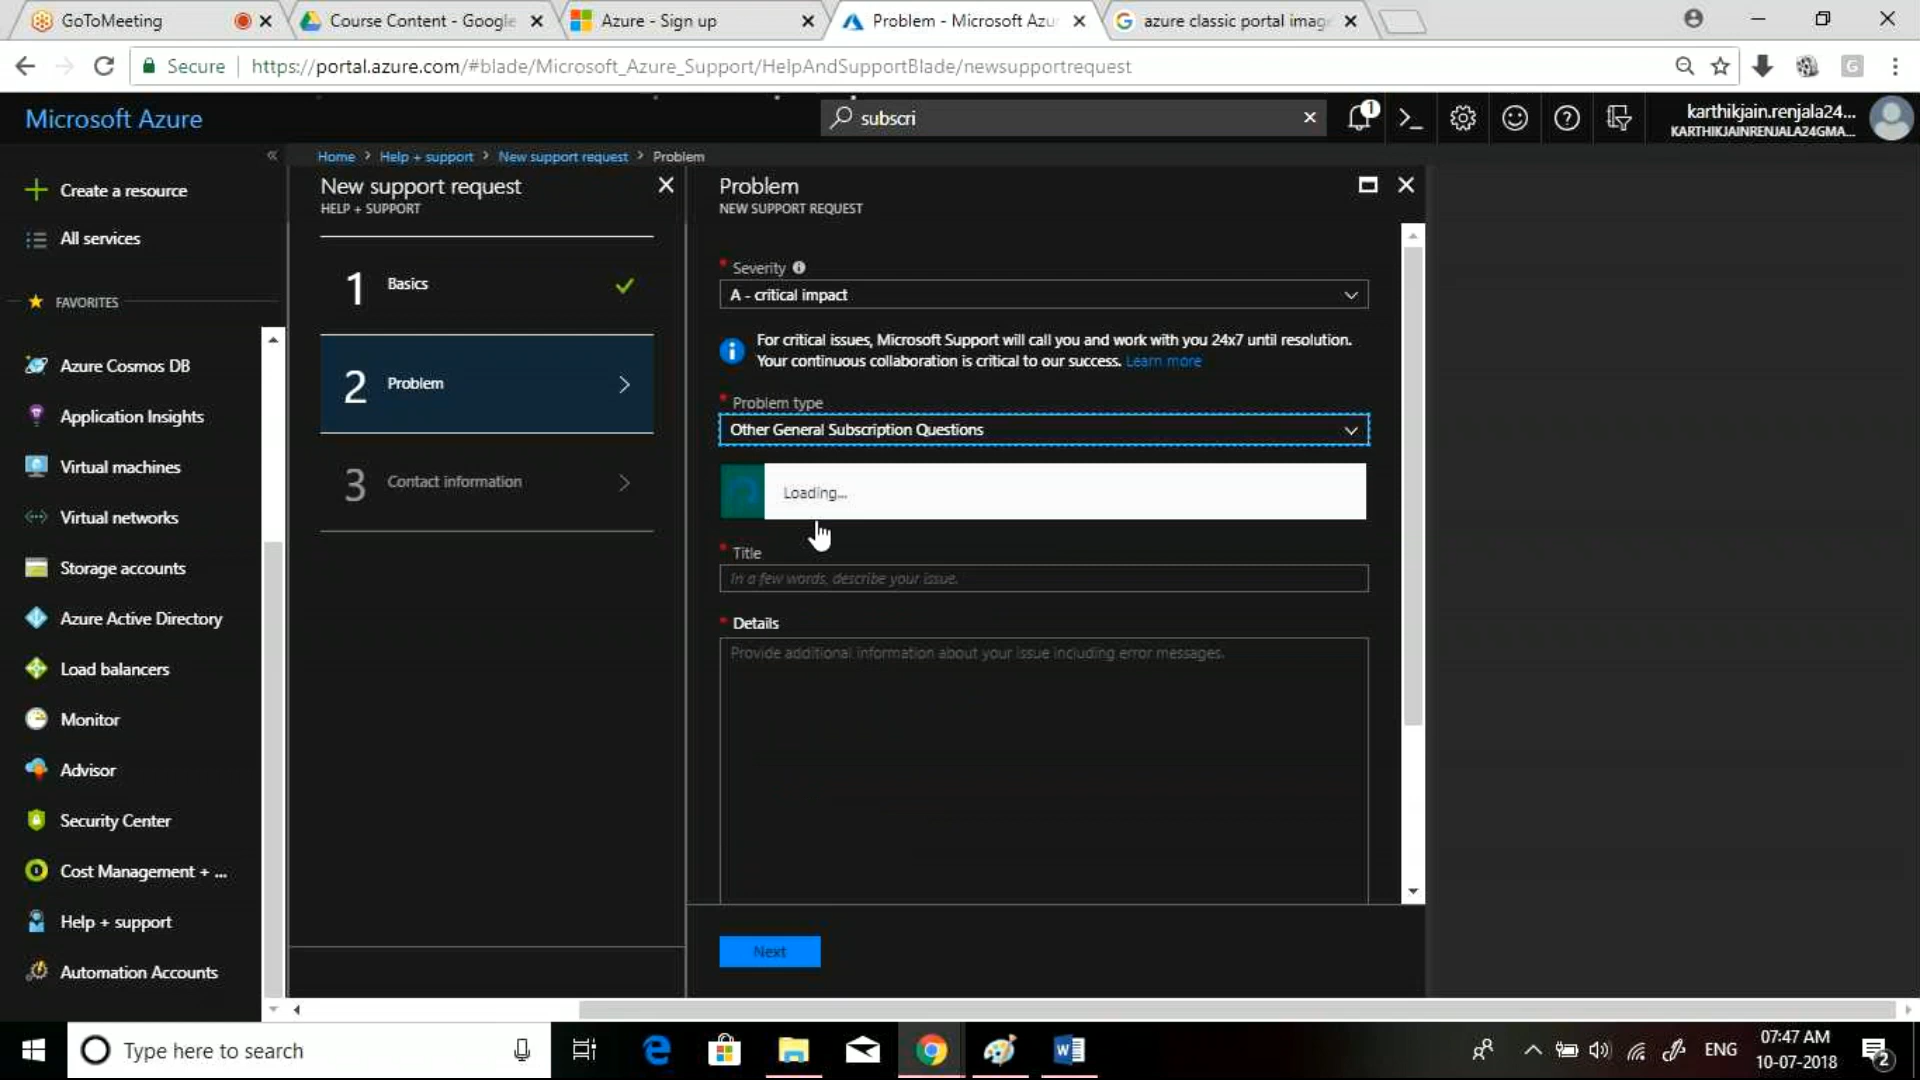 GoToMeeting
Course Content - Google
Azure - Sign up
Problem - Microsoft Azu
azure classic portal imag
Secure
https://portal.azure.com/#blade/Microsoft_Azure_Support/HelpAndSupportBlade/newsupportrequest
Microsoft Azure
subscri
1
karthikjain.renjala24...
KARTHIKJAINRENJALA24GMA...
Home > Help + support > New support request > Problem
Create a resource
All services
FAVORITES
Azure Cosmos DB
Application Insights
Virtual machines
Virtual networks
Storage accounts
Azure Active Directory
Load balancers
Monitor
Advisor
Security Center
Cost Management + ...
Help + support
Automation Accounts
New support request
HELP + SUPPORT
1 Basics
2 Problem
3 Contact information
Problem
NEW SUPPORT REQUEST
* Severity
A - critical impact
For critical issues, Microsoft Support will call you and work with you 24x7 until resolution.
Your continuous collaboration is critical to our success. Learn more
* Problem type
Other General Subscription Questions
Loading...
* Title
In a few words, describe your issue.
* Details
Provide additional information about your issue including error messages.
Next
Type here to search
ENG
07:47 AM
10-07-2018
2